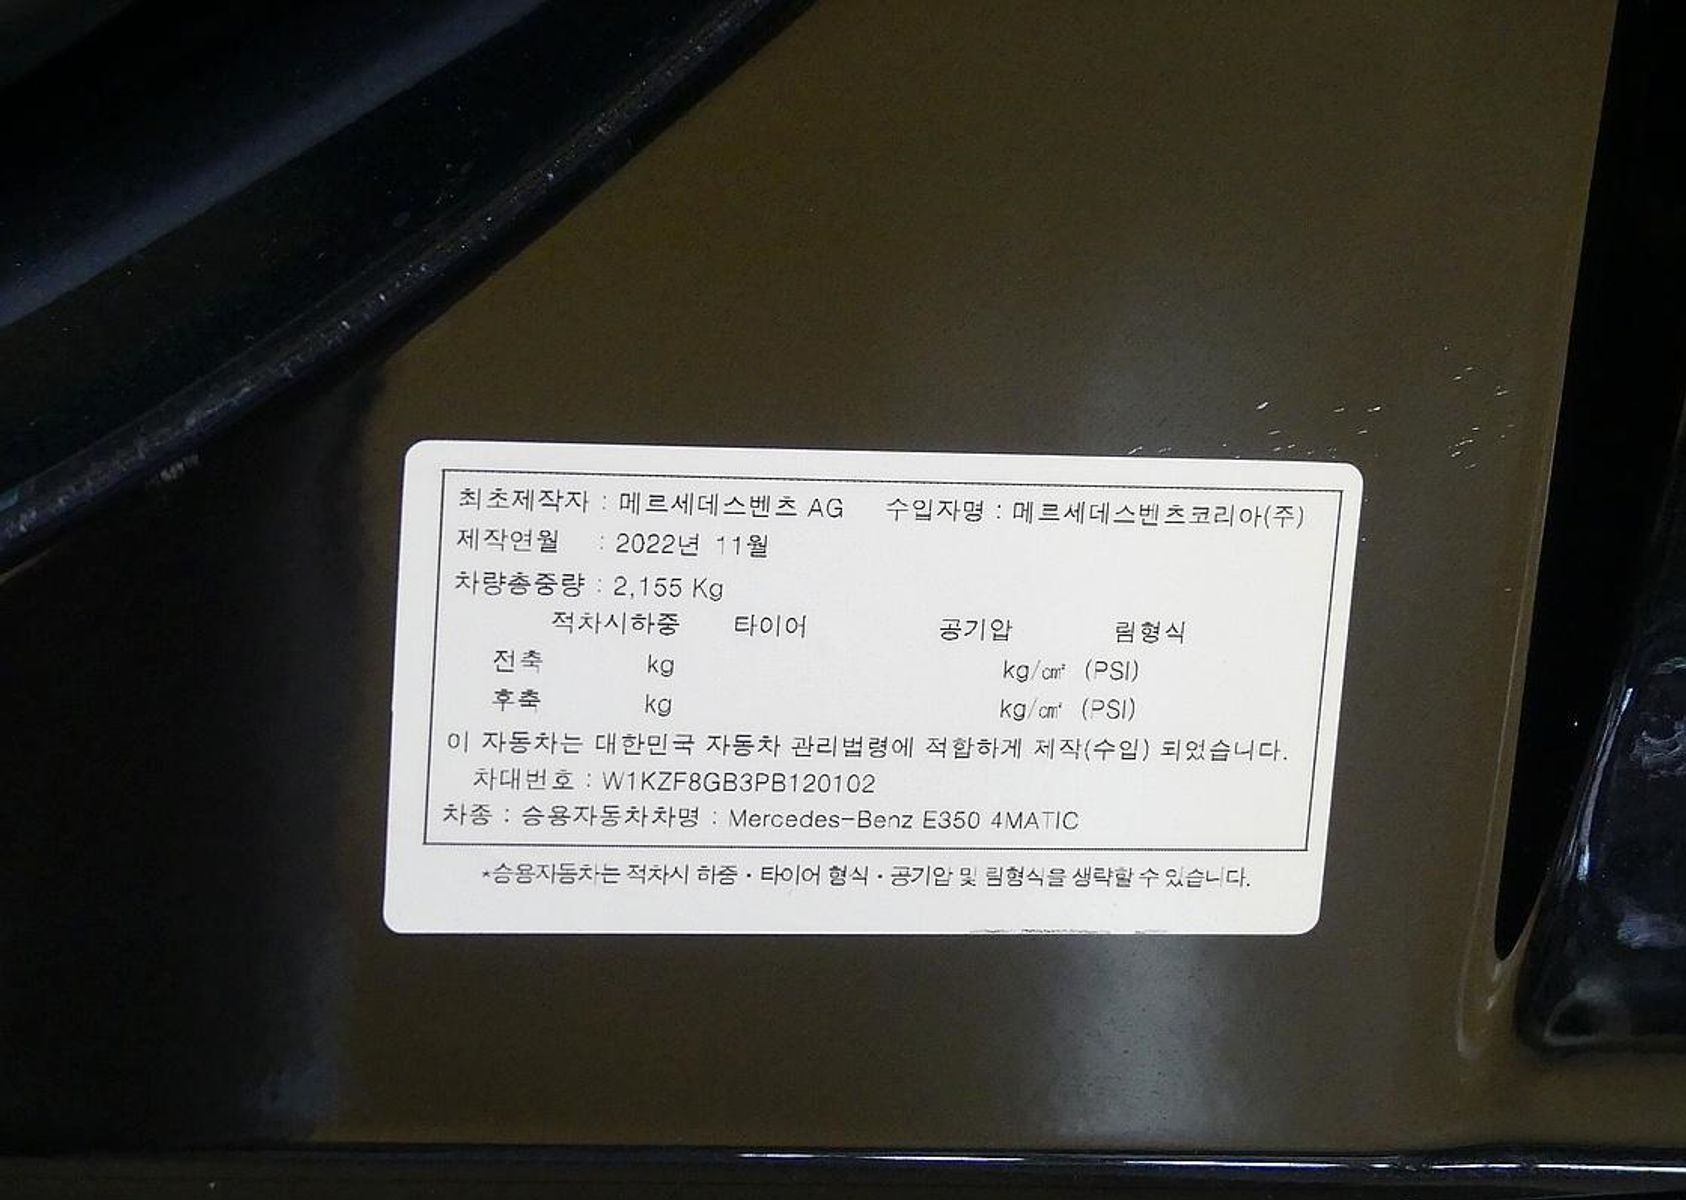 최초제작자 : 메르세데스벤츠 AG 수입자명 : 메르세데스벤츠코리아(주)
제작연월 : 2022년 11월
차량총중량 : 2,155 Kg
적차시하중 타이어 공기압 림형식
전축 kg kg/㎠ (PSI)
후축 kg kg/㎠ (PSI)
이 자동차는 대한민국 자동차 관리법령에 적합하게 제작(수입) 되었습니다.
차대번호 : W1KZF8GB3PB120102
차종 : 승용자동차차명 : Mercedes-Benz E350 4MATIC
*승용자동차는 적차시 하중·타이어 형식·공기압 및 림형식을 생략할 수 있습니다.